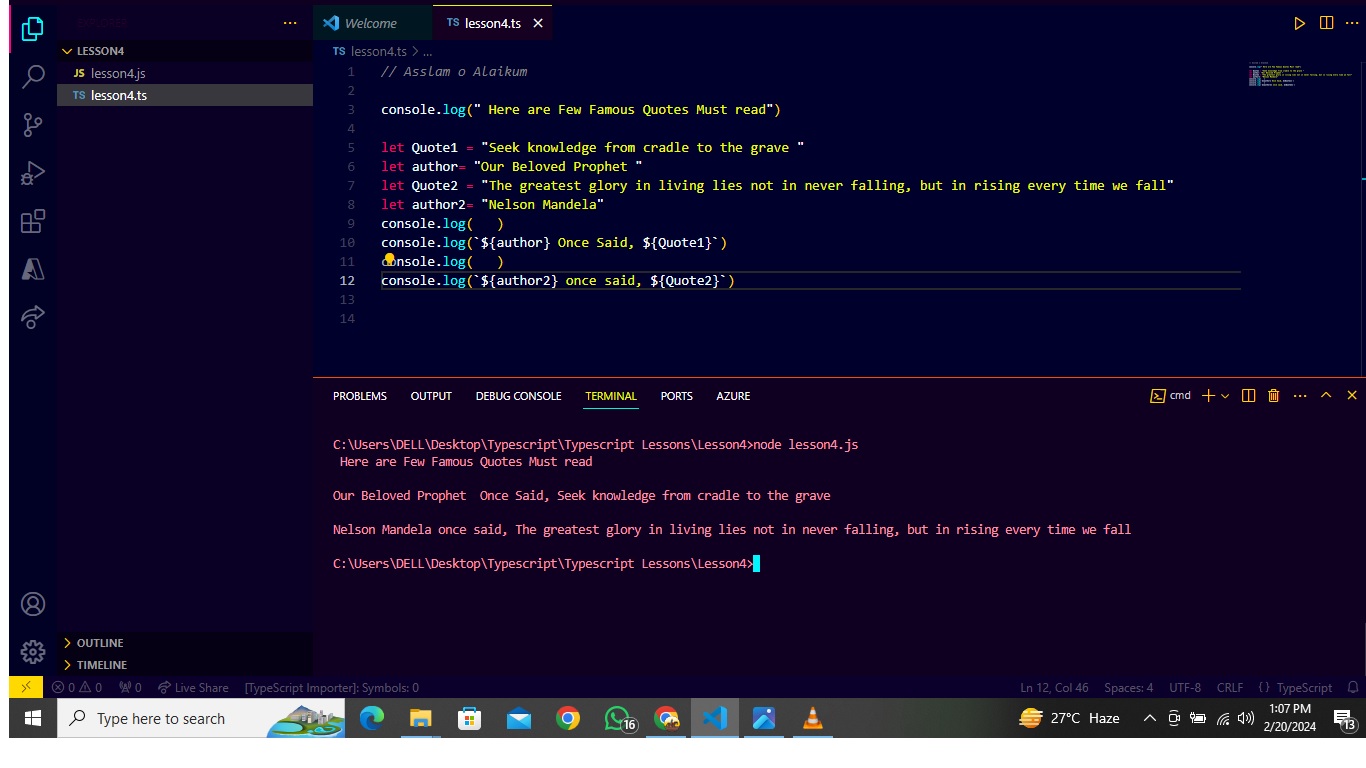 Welcome
TS lesson4.ts
LESSON4
JS lesson4.js
TS lesson4.ts
TS lesson4.ts > ...
1 // Asslam o Alaikum
2
3 console.log(" Here are Few Famous Quotes Must read")
4
5 let Quote1 = "Seek knowledge from cradle to the grave "
6 let author= "Our Beloved Prophet "
7 let Quote2 = "The greatest glory in living lies not in never falling, but in rising every time we fall"
8 let author2= "Nelson Mandela"
9 console.log(   )
10 console.log(`${author} Once Said, ${Quote1}`)
11 console.log(   )
12 console.log(`${author2} once said, ${Quote2}`)
13
14
PROBLEMS OUTPUT DEBUG CONSOLE TERMINAL PORTS AZURE
cmd
C:\Users\DELL\Desktop\Typescript\Typescript Lessons\Lesson4>node lesson4.js
 Here are Few Famous Quotes Must read
Our Beloved Prophet  Once Said, Seek knowledge from cradle to the grave
Nelson Mandela once said, The greatest glory in living lies not in never falling, but in rising every time we fall
C:\Users\DELL\Desktop\Typescript\Typescript Lessons\Lesson4>
OUTLINE
TIMELINE
0 0 0 Live Share [TypeScript Importer]: Symbols: 0
Ln 12, Col 46 Spaces: 4 UTF-8 CRLF {} TypeScript
Type here to search
16
27°C Haze
1:07 PM
2/20/2024
13